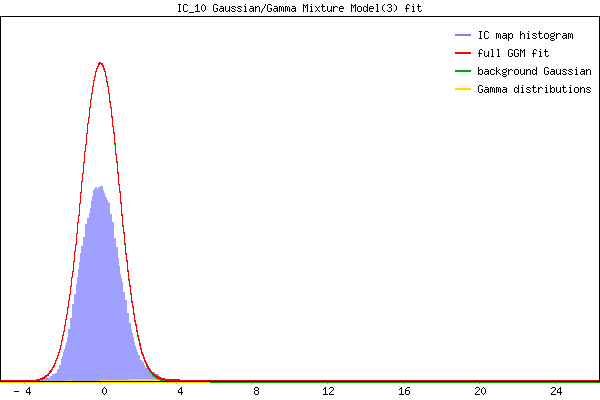 IC_10 Gaussian/Gamma Mixture Model(3) fit
IC map histogram
full GGM fit
background Gaussian
Gamma distributions
-4 0 4 8 12 16 20 24